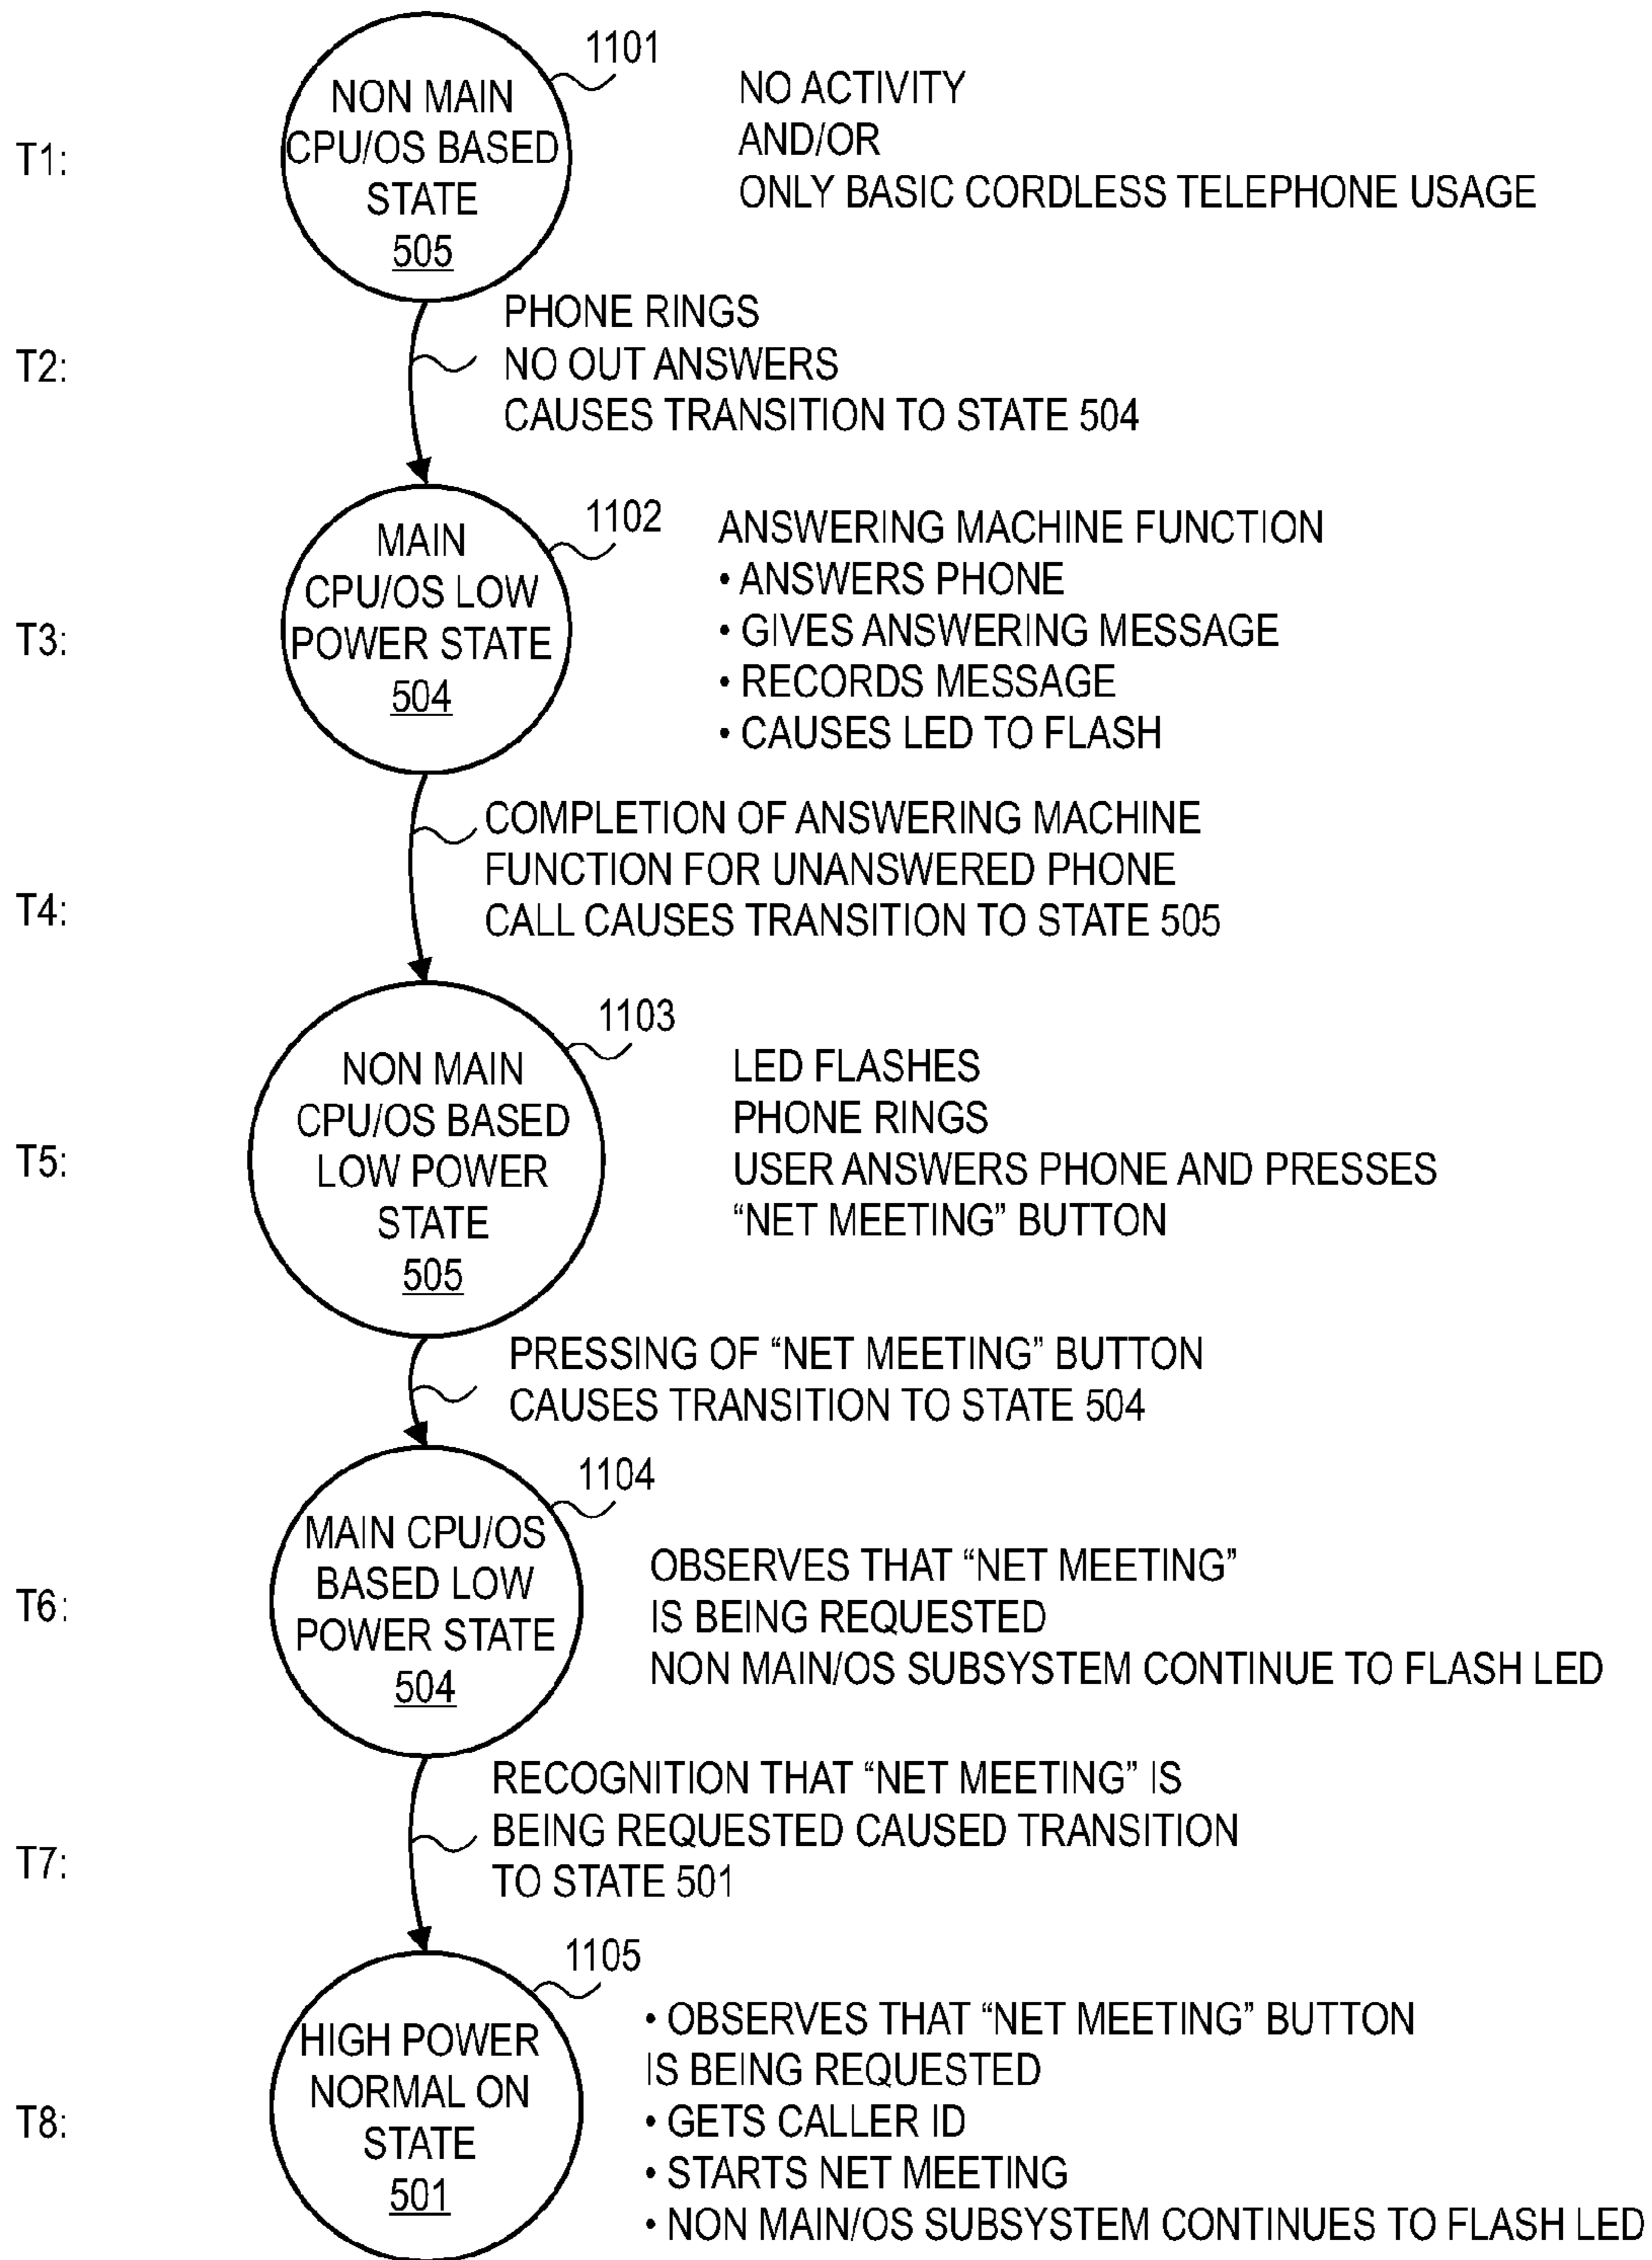 1101
NON MAIN
CPU/OS BASED
STATE
505
NO ACTIVITY
AND/OR
ONLY BASIC CORDLESS TELEPHONE USAGE
T1:
PHONE RINGS
NO OUT ANSWERS
CAUSES TRANSITION TO STATE 504
T2:
1102
MAIN
CPU/OS LOW
POWER STATE
504
ANSWERING MACHINE FUNCTION
• ANSWERS PHONE
• GIVES ANSWERING MESSAGE
• RECORDS MESSAGE
• CAUSES LED TO FLASH
T3:
COMPLETION OF ANSWERING MACHINE
FUNCTION FOR UNANSWERED PHONE
CALL CAUSES TRANSITION TO STATE 505
T4:
1103
NON MAIN
CPU/OS BASED
LOW POWER
STATE
505
LED FLASHES
PHONE RINGS
USER ANSWERS PHONE AND PRESSES
“NET MEETING” BUTTON
T5:
PRESSING OF “NET MEETING” BUTTON
CAUSES TRANSITION TO STATE 504
1104
MAIN CPU/OS
BASED LOW
POWER STATE
504
OBSERVES THAT “NET MEETING”
IS BEING REQUESTED
NON MAIN/OS SUBSYSTEM CONTINUE TO FLASH LED
T6:
RECOGNITION THAT “NET MEETING” IS
BEING REQUESTED CAUSED TRANSITION
TO STATE 501
T7:
1105
HIGH POWER
NORMAL ON
STATE
501
• OBSERVES THAT “NET MEETING” BUTTON
IS BEING REQUESTED
• GETS CALLER ID
• STARTS NET MEETING
• NON MAIN/OS SUBSYSTEM CONTINUES TO FLASH LED
T8: